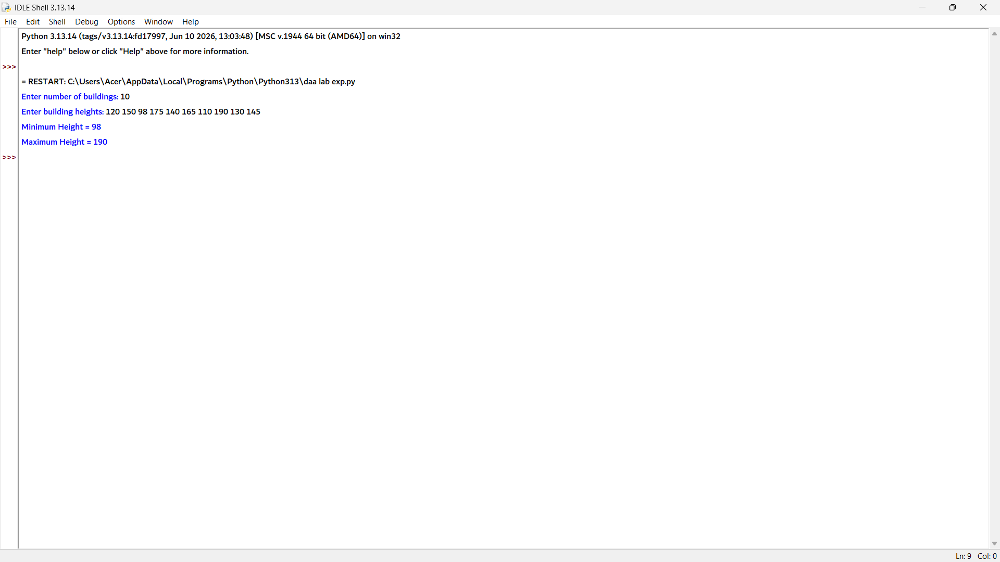 IDLE Shell 3.13.14
File Edit Shell Debug Options Window Help
Python 3.13.14 (tags/v3.13.14:fd17997, Jun 10 2026, 13:03:48) [MSC v.1944 64 bit (AMD64)] on win32
Enter "help" below or click "Help" above for more information.
>>>
= RESTART: C:\Users\Acer\AppData\Local\Programs\Python\Python313\daa lab exp.py
Enter number of buildings: 10
Enter building heights: 120 150 98 175 140 165 110 190 130 145
Minimum Height = 98
Maximum Height = 190
>>>
Ln: 9 Col: 0